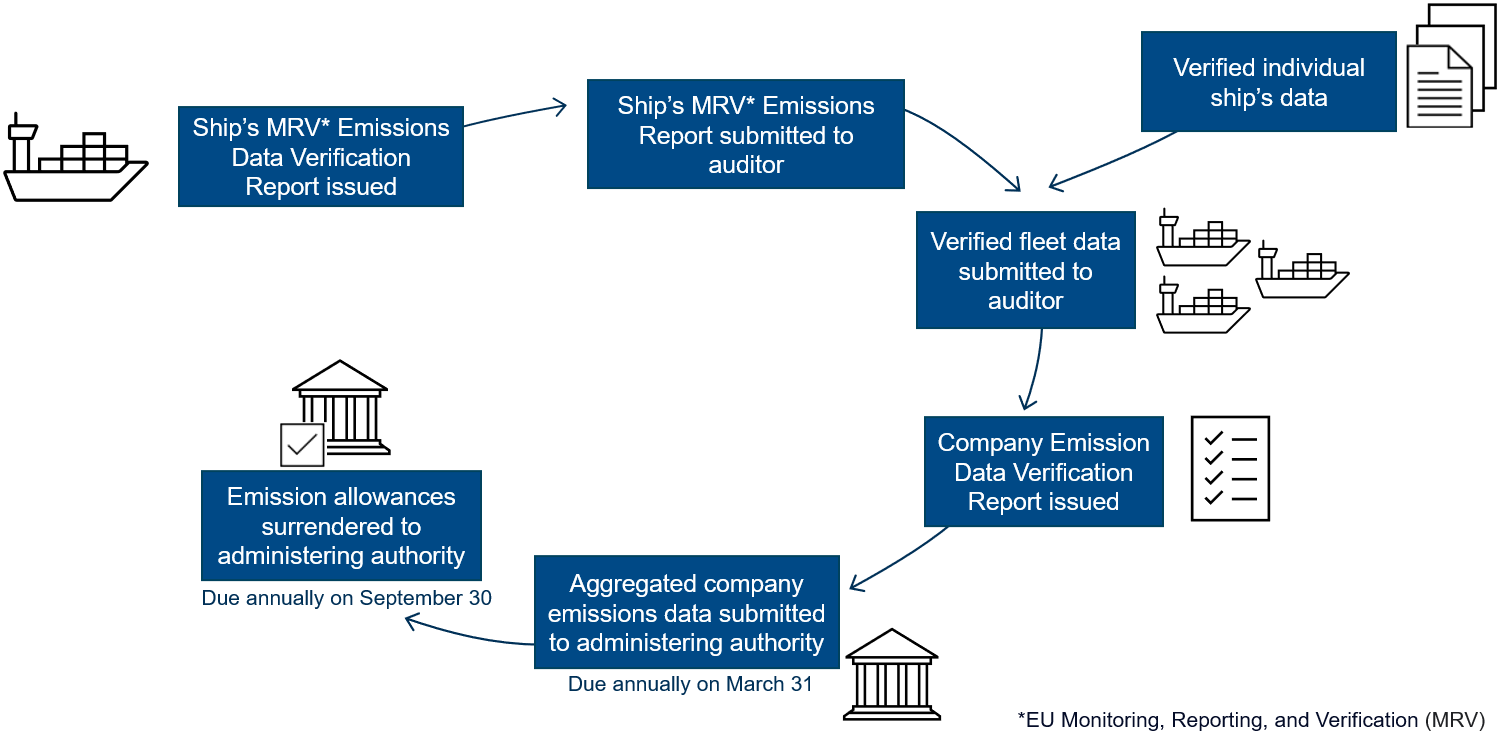 Ship's MRV* Emissions
Data Verification
Report issued
Ship's MRV* Emissions
Report submitted to
auditor
Verified individual
ship's data
Verified fleet data
submitted to
auditor
Company Emission
Data Verification
Report issued
Aggregated company
emissions data submitted
to administering authority
Due annually on March 31
Emission allowances
surrendered to
administering authority
Due annually on September 30
*EU Monitoring, Reporting, and Verification (MRV)